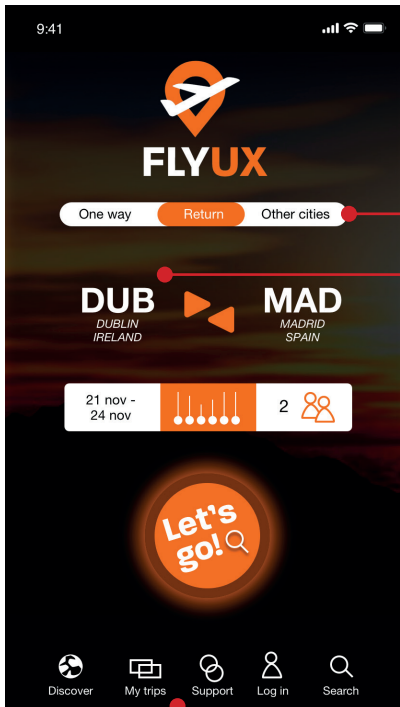 9:41
FLYUX
One way Return Other cities
DUB MAD
DUBLIN MADRID
IRELAND SPAIN
21 nov - 2
24 nov
Let's
go!
Discover My trips Support Log in Search